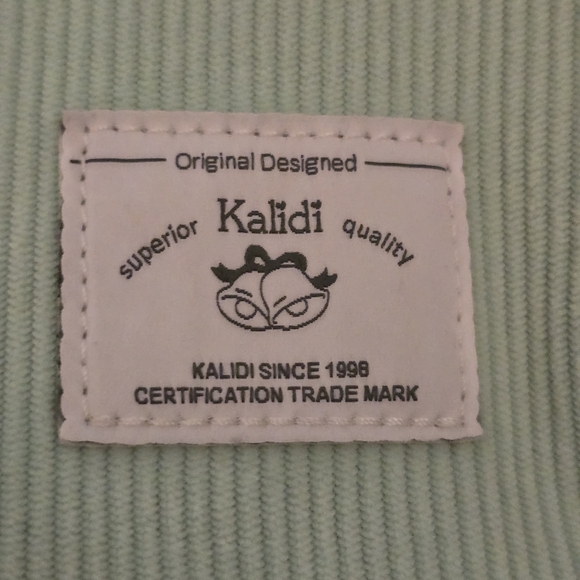 Original Designed
superior Kalidi quality
KALIDI SINCE 1998
CERTIFICATION TRADE MARK